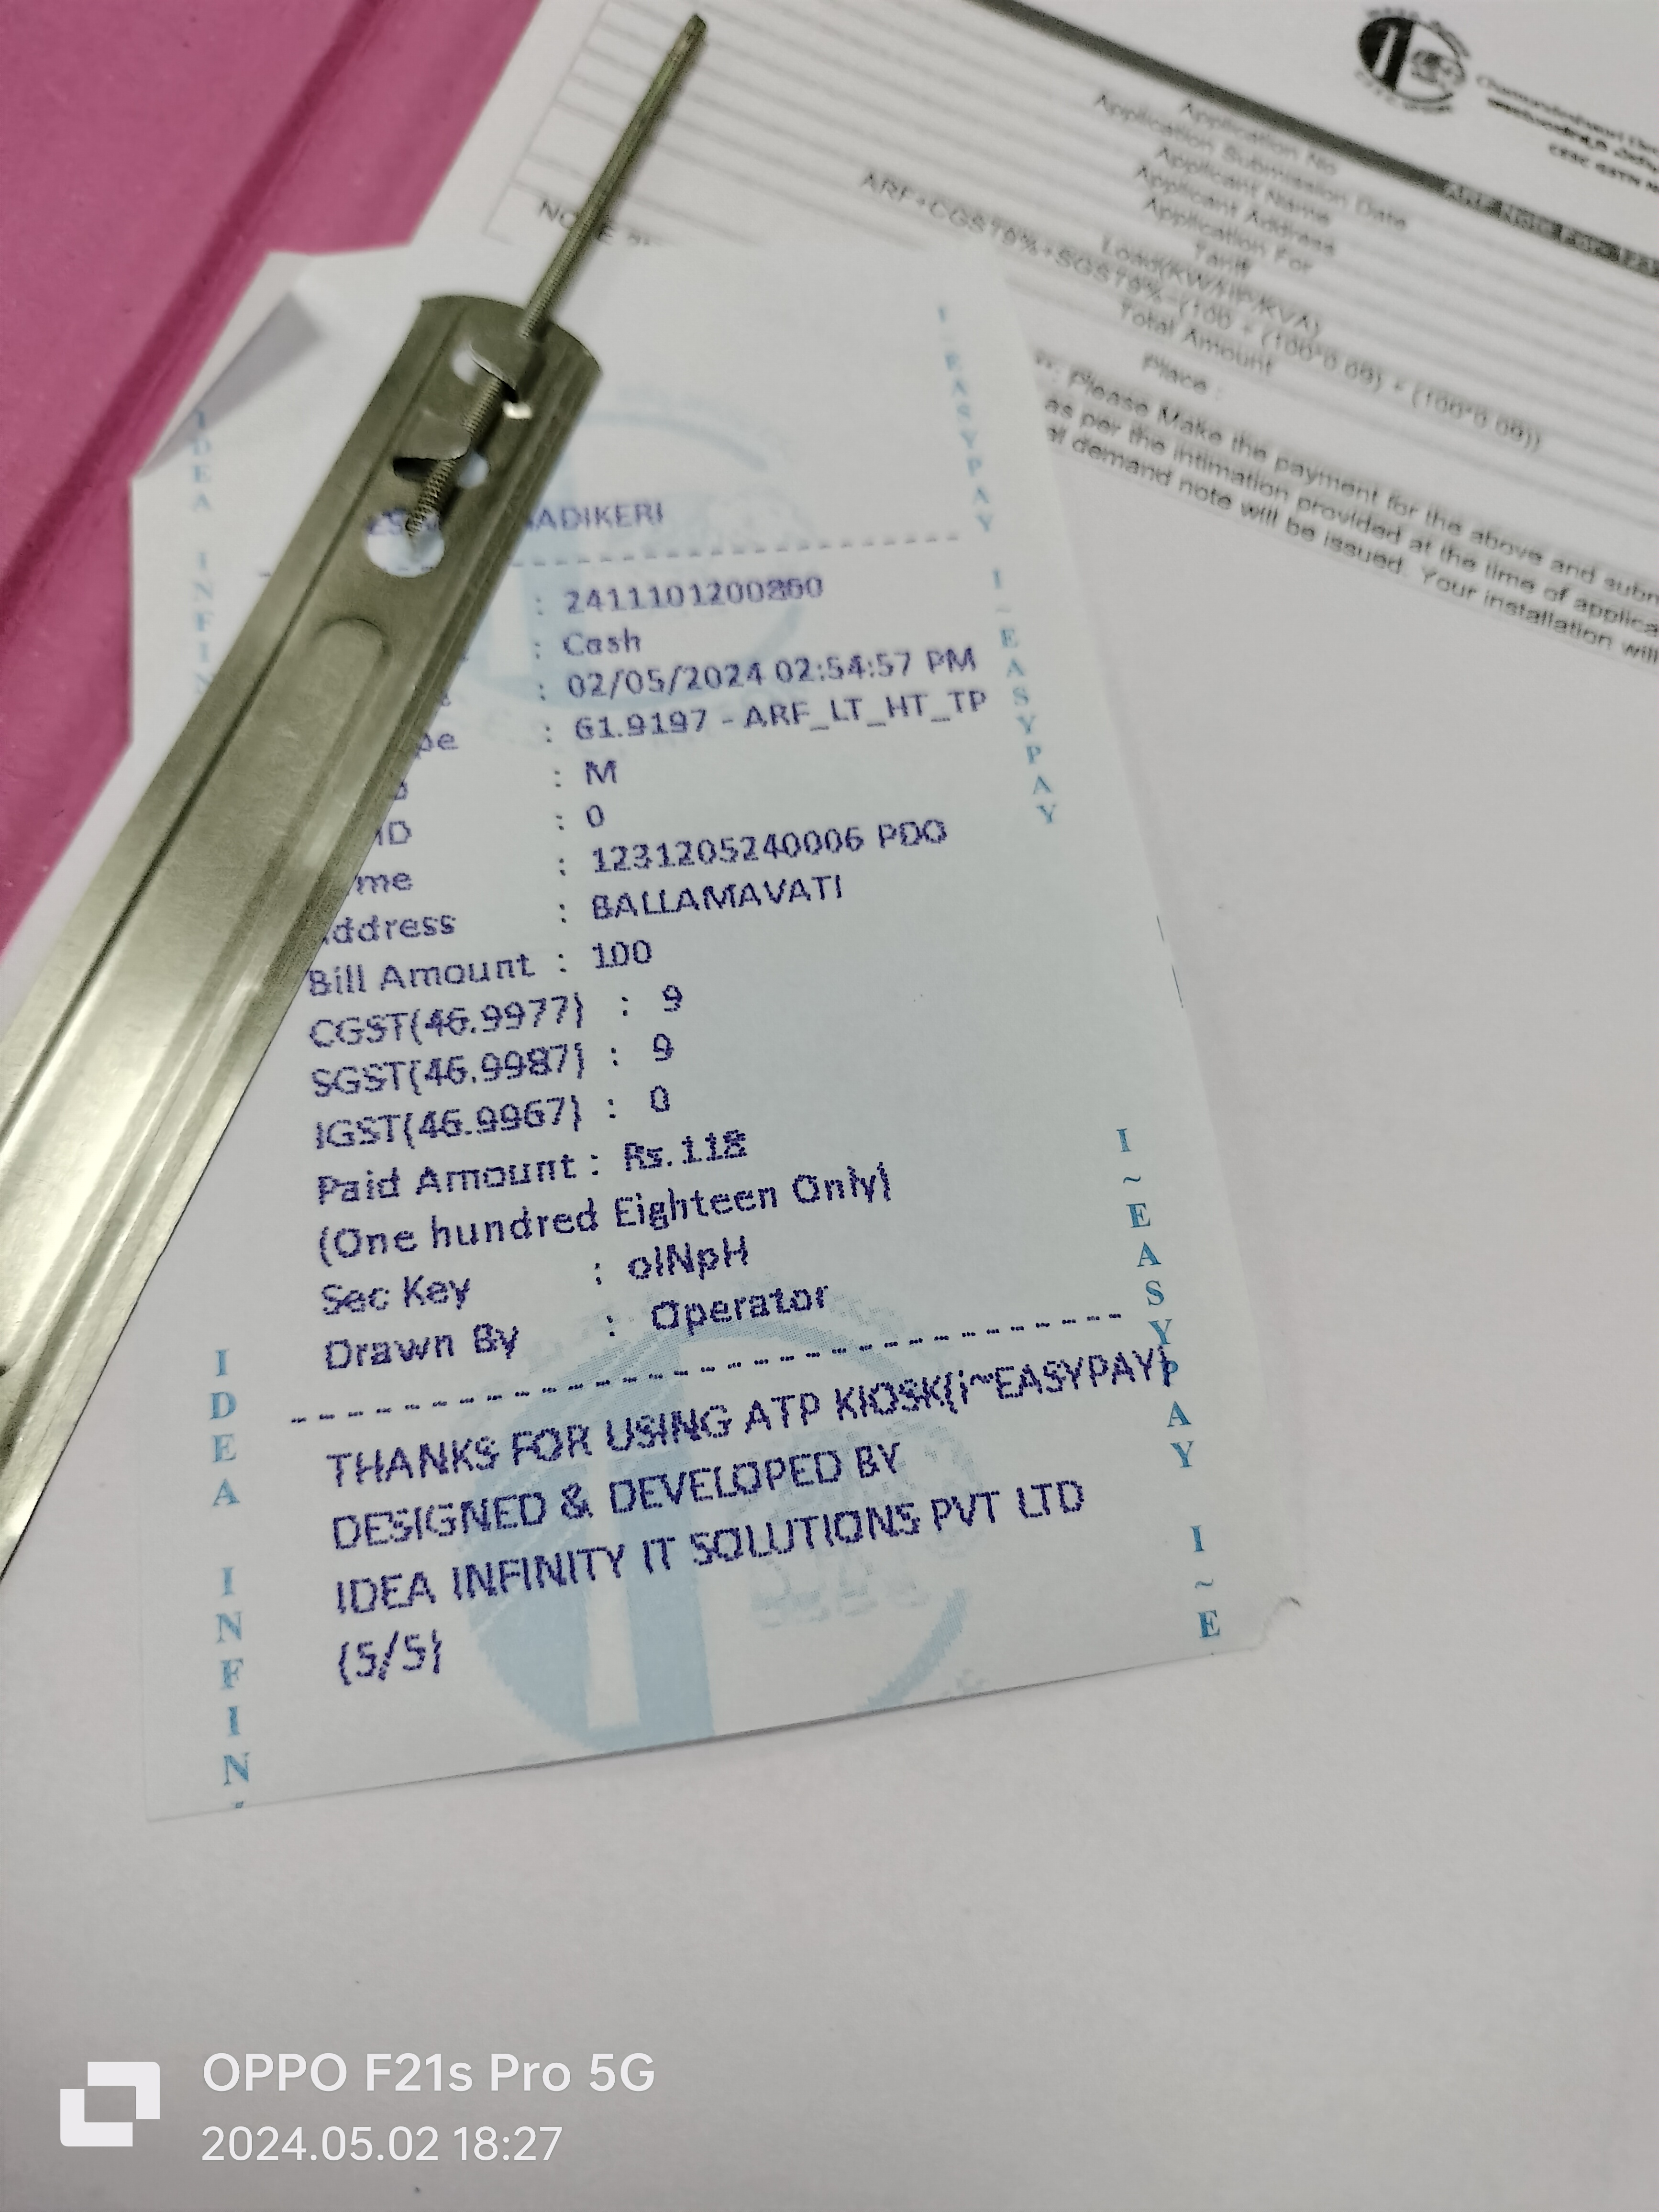 ARF Note For
Application No
Application Submission Date
Applicant Name
Applicant Address
Application For
Tariff
Load(KW/HP/KVA)
ARF+CGST9%+SGST9%=(100 + (100*0.09) + (100*0.09))
Total Amount
Place :
Please Make the payment for the above and subm
as per the intimation provided at the time of applica
demand note will be issued. Your installation will
ADIKERI
: Cash
: 02/05/2024 02:54:57 PM
pe : 61.9197 - ARF_LT_HT_TP
: M
ID : 0
me : 1231205240006 PDO
ddress : BALLAMAVATI
Bill Amount : 100
CGST(46.9977) : 9
SGST(46.9987) : 9
IGST(46.9967) : 0
Paid Amount : Rs.118
(One hundred Eighteen Only)
Sec Key : olNpH
Drawn By : Operator
THANKS FOR USING ATP KIOSK(i~EASYPAY)
DESIGNED & DEVELOPED BY
IDEA INFINITY IT SOLUTIONS PVT LTD
(5/5)
IDEA INFIN
IDEA INFIN
I~EASYPAY I~EASYPAY
I~EASYPAY I~E
OPPO F21s Pro 5G
2024.05.02 18:27